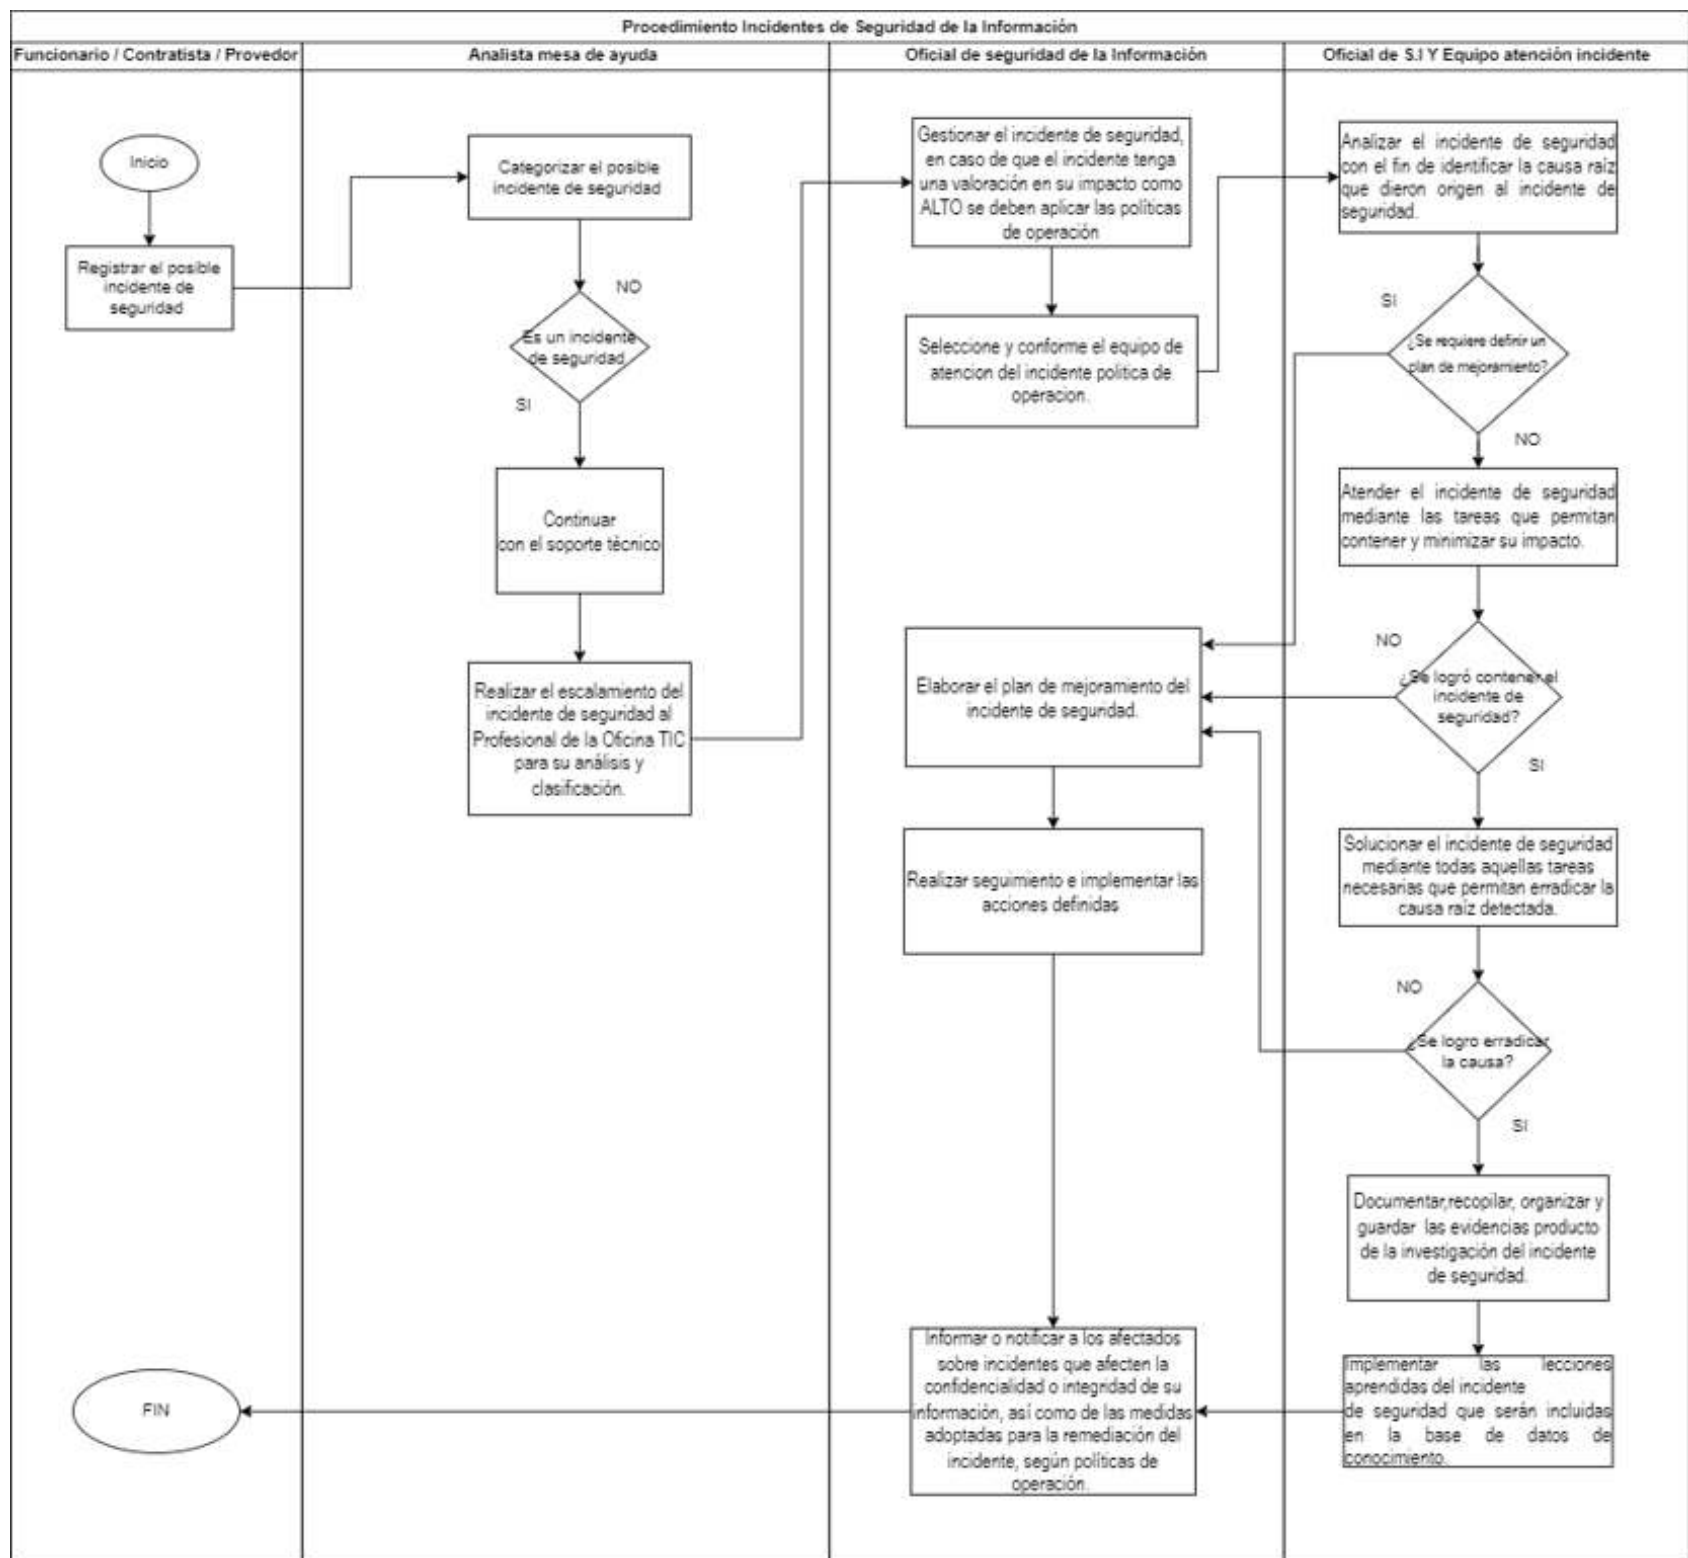 Procedimiento Incidentes de Seguridad de la Información
Funcionario / Contratista / Provedor
Analista mesa de ayuda
Oficial de seguridad de la Información
Oficial de S.I Y Equipo atención incidente
Inicio
Registrar el posible
incidente de
seguridad
Categorizar el posible
incidente de seguridad
NO
Es un incidente
de seguridad
SI
Continuar
con el soporte técnico
Realizar el escalamiento del
incidente de seguridad al
Profesional de la Oficina TIC
para su análisis y
clasificación.
Gestionar el incidente de seguridad,
en caso de que el incidente tenga
una valoración en su impacto como
ALTO se deben aplicar las políticas
de operación
Seleccione y conforme el equipo de
atencion del incidente politica de
operacion.
Analizar el incidente de seguridad
con el fin de identificar la causa raíz
que dieron origen al incidente de
seguridad.
SI
¿Se requiere definir un
plan de mejoramiento?
NO
Atender el incidente de seguridad
mediante las tareas que permitan
contener y minimizar su impacto.
NO
¿Se logró contener el
incidente de
seguridad?
SI
Elaborar el plan de mejoramiento del
incidente de seguridad.
Realizar seguimiento e implementar las
acciones definidas
Solucionar el incidente de seguridad
mediante todas aquellas tareas
necesarias que permitan erradicar la
causa raíz detectada.
NO
¿Se logro erradicar
la causa?
SI
Documentar,recopilar, organizar y
guardar las evidencias producto
de la investigación del incidente
de seguridad.
Implementar las lecciones
aprendidas del incidente
de seguridad que serán incluidas
en la base de datos de
conocimiento.
Informar o notificar a los afectados
sobre incidentes que afecten la
confidencialidad o integridad de su
información, así como de las medidas
adoptadas para la remediación del
incidente, según políticas de
operación.
FIN